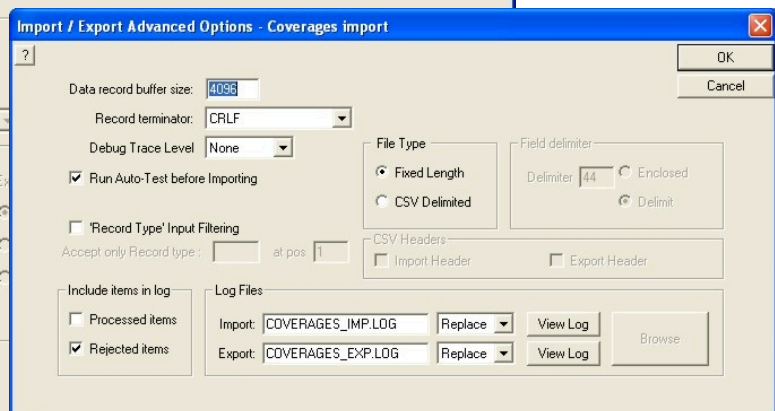 Import / Export Advanced Options - Coverages import
?
OK
Cancel
Data record buffer size: 4096
Record terminator: CRLF
Debug Trace Level None
Run Auto-Test before Importing
File Type
Fixed Length
CSV Delimited
Field delimiter
Delimiter 44 Enclosed
Delimit
'Record Type' Input Filtering
Accept only Record type : at pos 1
CSV Headers
Import Header Export Header
Include items in log
Processed items
Rejected items
Log Files
Import: COVERAGES_IMP.LOG Replace View Log
Export: COVERAGES_EXP.LOG Replace View Log
Browse